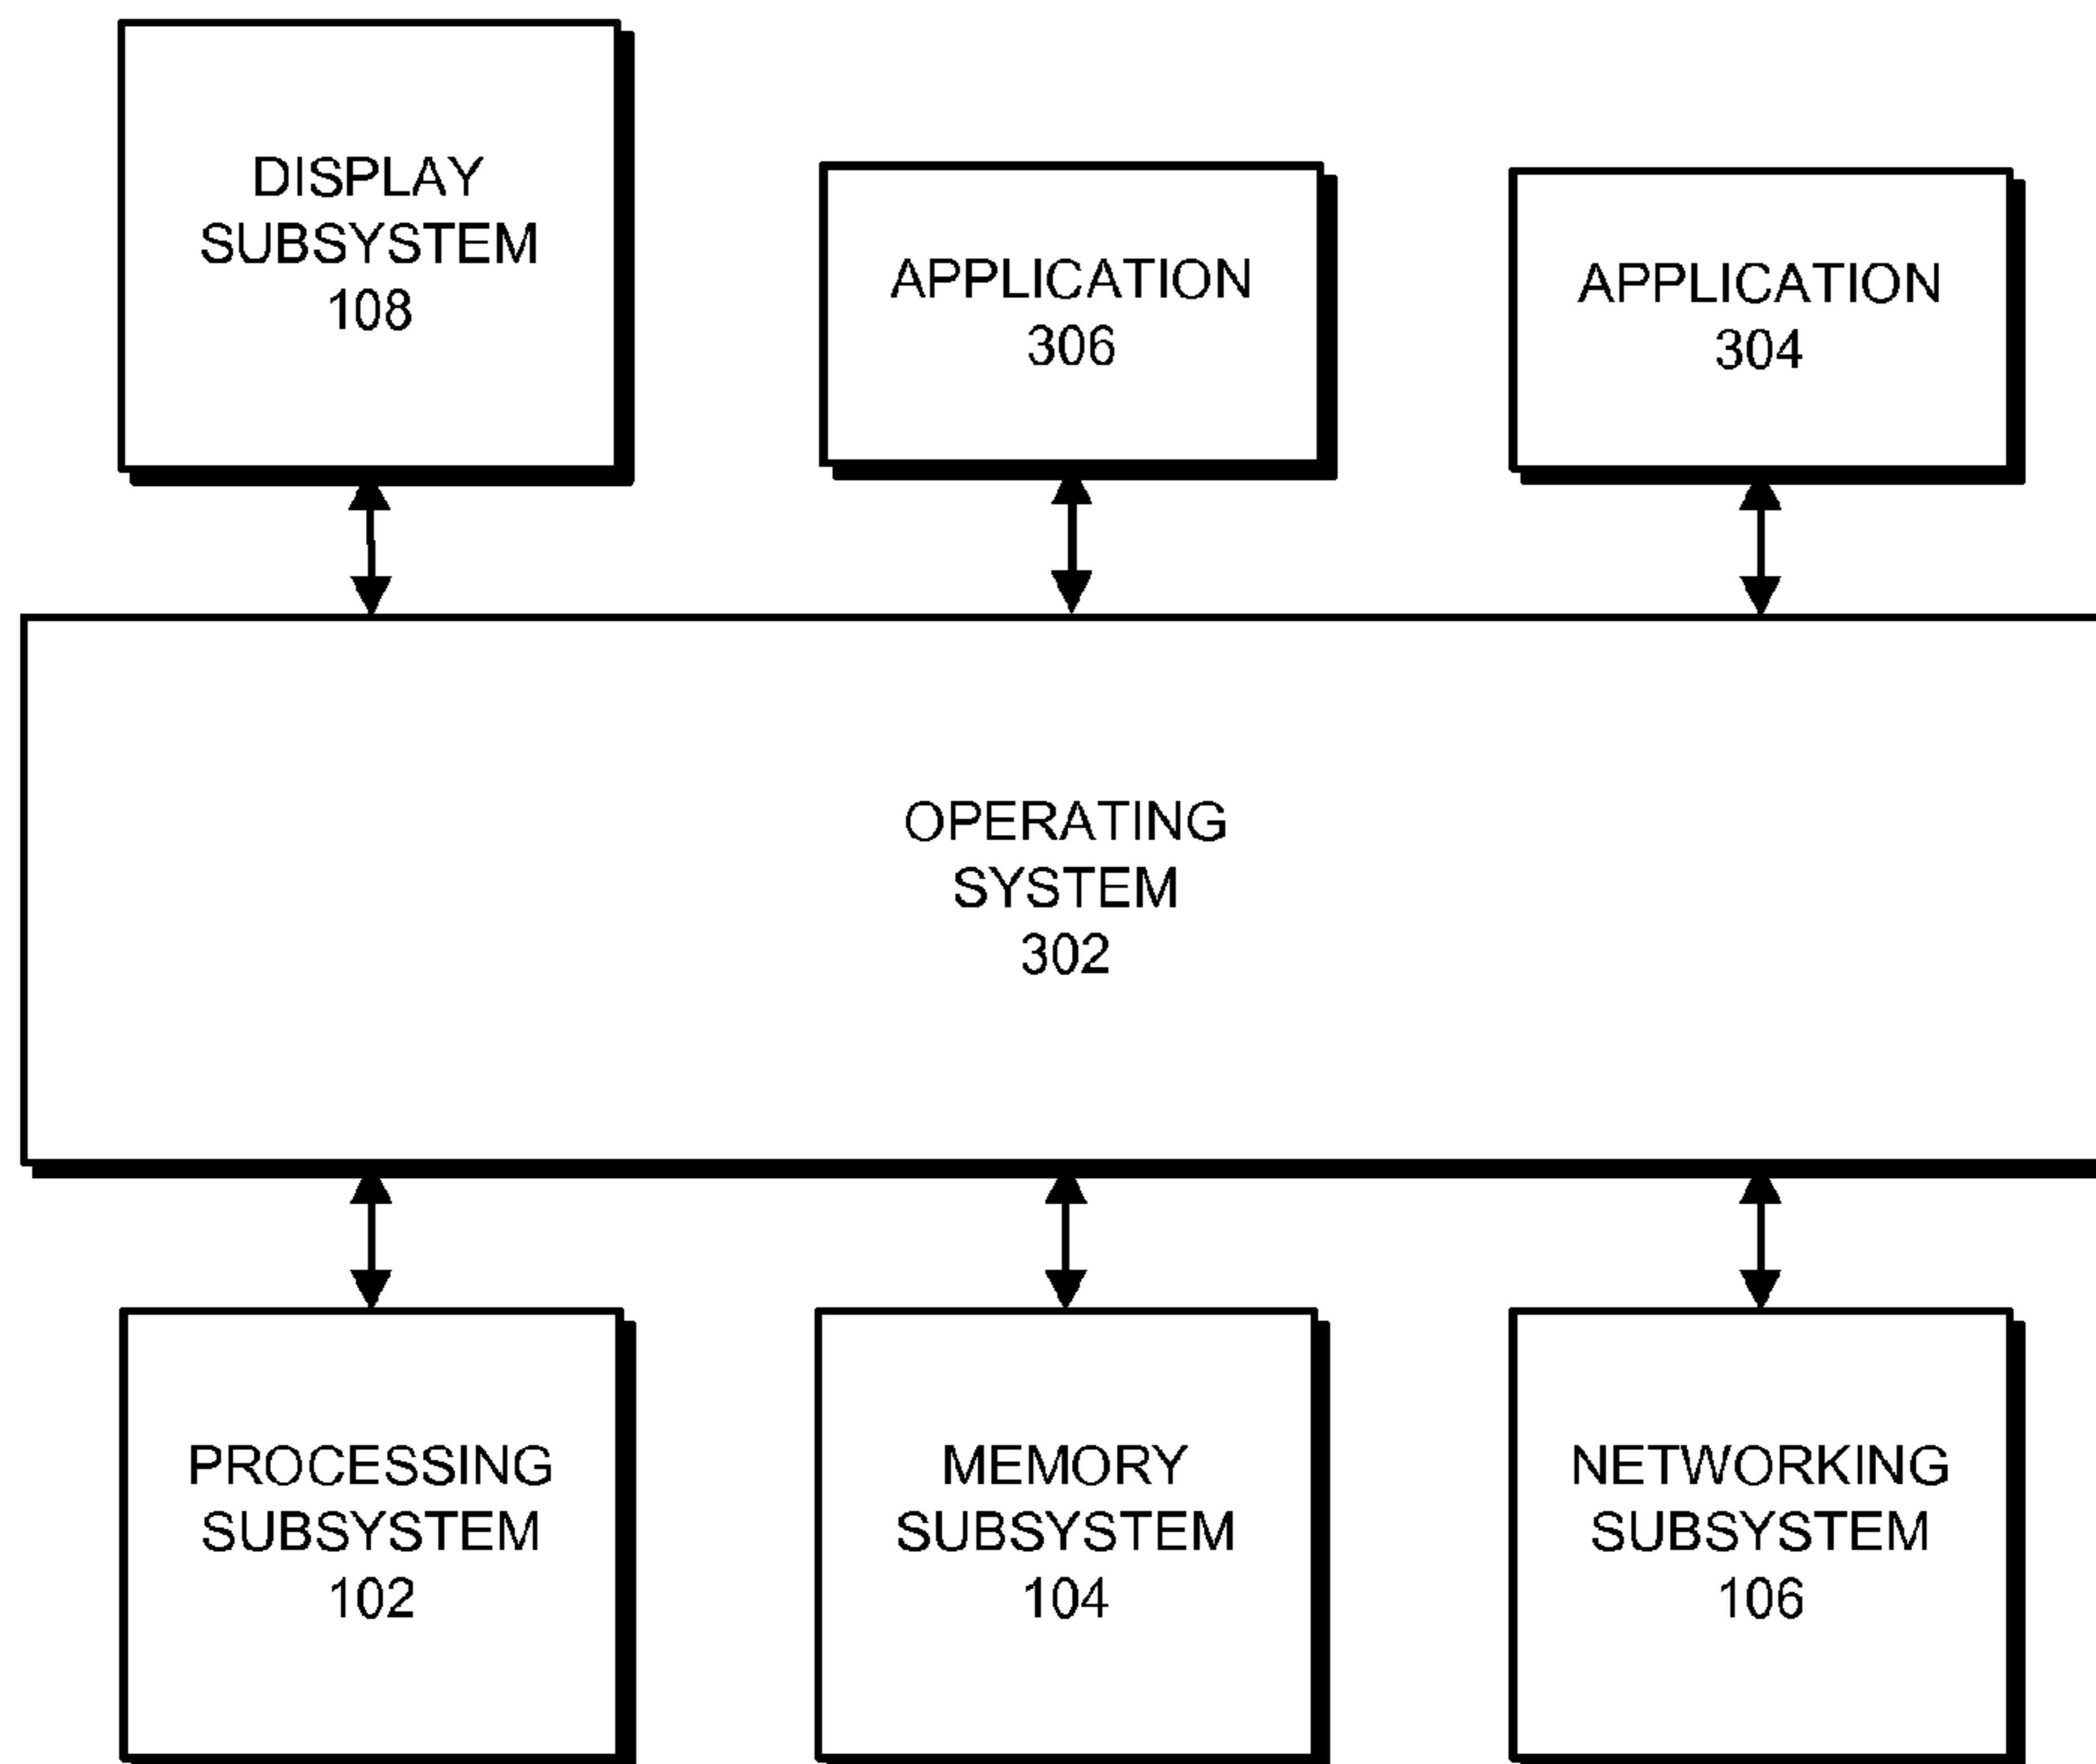 DISPLAY
SUBSYSTEM
108
APPLICATION
306
APPLICATION
304
OPERATING
SYSTEM
302
PROCESSING
SUBSYSTEM
102
MEMORY
SUBSYSTEM
104
NETWORKING
SUBSYSTEM
106